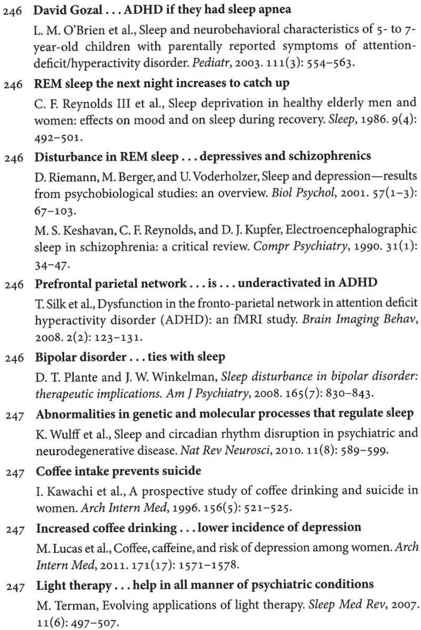 246 David Gozal . . . ADHD if they had sleep apnea
L. M. O'Brien et al., Sleep and neurobehavioral characteristics of 5- to 7-
year-old children with parentally reported symptoms of attention-
deficit/hyperactivity disorder. Pediatr, 2003. 111(3): 554–563.
246 REM sleep the next night increases to catch up
C. F. Reynolds III et al., Sleep deprivation in healthy elderly men and
women: effects on mood and on sleep during recovery. Sleep, 1986. 9(4):
492–501.
246 Disturbance in REM sleep . . . depressives and schizophrenics
D. Riemann, M. Berger, and U. Voderholzer, Sleep and depression—results
from psychobiological studies: an overview. Biol Psychol, 2001. 57(1–3):
67–103.
M. S. Keshavan, C. F. Reynolds, and D. J. Kupfer, Electroencephalographic
sleep in schizophrenia: a critical review. Compr Psychiatry, 1990. 31(1):
34–47.
246 Prefrontal parietal network . . . is . . . underactivated in ADHD
T. Silk et al., Dysfunction in the fronto-parietal network in attention deficit
hyperactivity disorder (ADHD): an fMRI study. Brain Imaging Behav,
2008. 2(2): 123–131.
246 Bipolar disorder . . . ties with sleep
D. T. Plante and J. W. Winkelman, Sleep disturbance in bipolar disorder:
therapeutic implications. Am J Psychiatry, 2008. 165(7): 830–843.
247 Abnormalities in genetic and molecular processes that regulate sleep
K. Wulff et al., Sleep and circadian rhythm disruption in psychiatric and
neurodegenerative disease. Nat Rev Neurosci, 2010. 11(8): 589–599.
247 Coffee intake prevents suicide
I. Kawachi et al., A prospective study of coffee drinking and suicide in
women. Arch Intern Med, 1996. 156(5): 521–525.
247 Increased coffee drinking . . . lower incidence of depression
M. Lucas et al., Coffee, caffeine, and risk of depression among women. Arch
Intern Med, 2011. 171(17): 1571–1578.
247 Light therapy . . . help in all manner of psychiatric conditions
M. Terman, Evolving applications of light therapy. Sleep Med Rev, 2007.
11(6): 497–507.